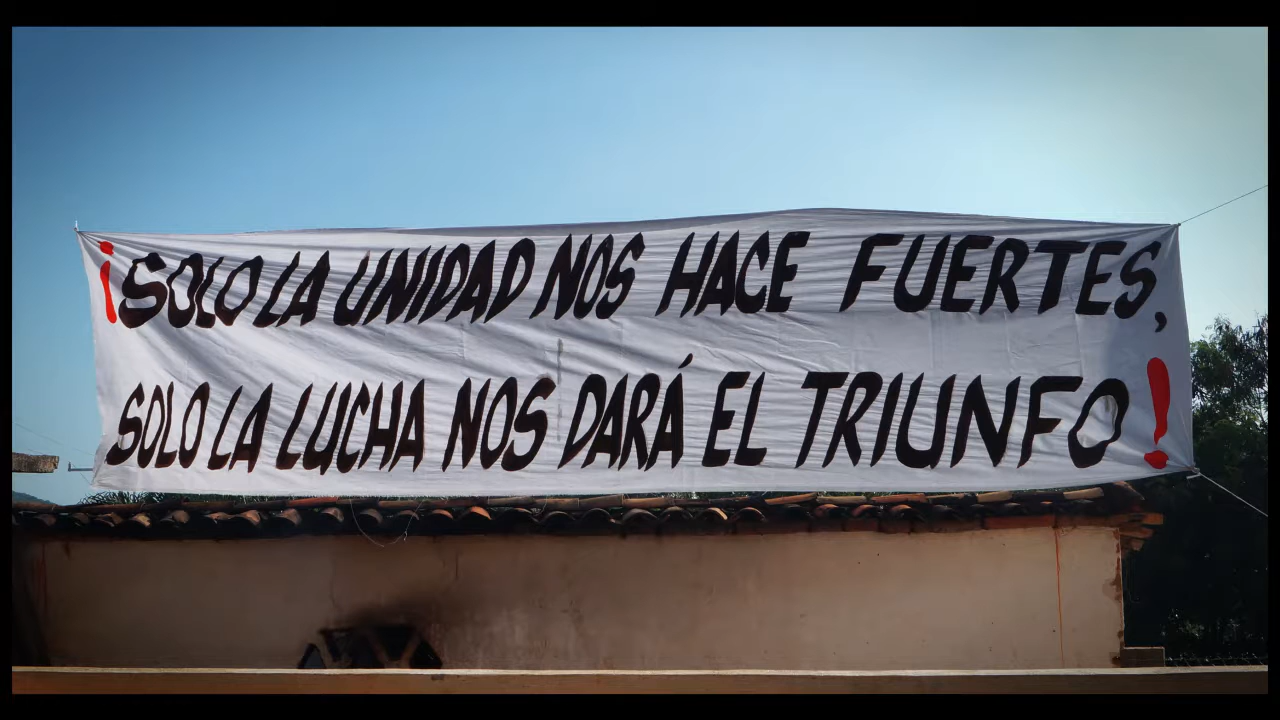 ¡SOLO LA UNIDAD NOS HACE FUERTES,
SOLO LA LUCHA NOS DARÁ EL TRIUNFO!